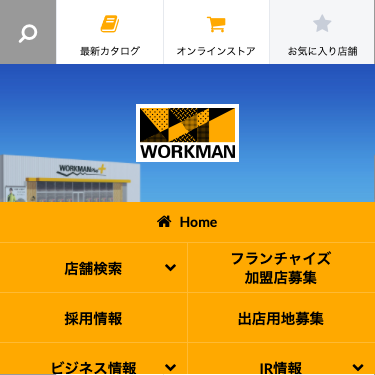 最新カタログ
オンラインストア
お気に入り店舗
WORKMAN
WORKMAN Plus
Home
店舗検索
フランチャイズ
加盟店募集
採用情報
出店用地募集
ビジネス情報
IR情報